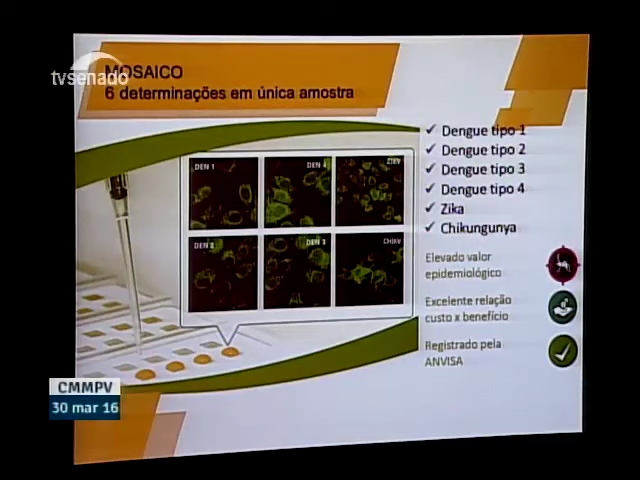 tvsenado
MOSAICO
6 determinações em única amostra
DEN 1
DEN 4
ZIKV
DEN 2
DEN 3
CHIKV
✓ Dengue tipo 1
✓ Dengue tipo 2
✓ Dengue tipo 3
✓ Dengue tipo 4
✓ Zika
✓ Chikungunya
Elevado valor
epidemiológico
Excelente relação
custo x benefício
Registrado pela
ANVISA
CMMPV
30 mar 16